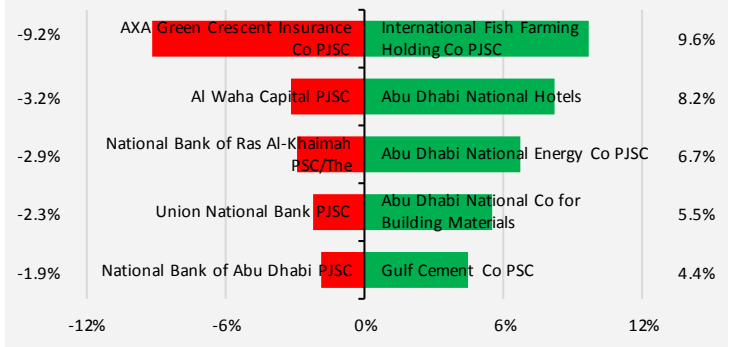 -9.2%
AXA Green Crescent Insurance
Co PJSC
International Fish Farming
Holding Co PJSC
9.6%
-3.2%
Al Waha Capital PJSC
Abu Dhabi National Hotels
8.2%
-2.9%
National Bank of Ras Al-Khaimah
PSC/The
Abu Dhabi National Energy Co PJSC
6.7%
-2.3%
Union National Bank PJSC
Abu Dhabi National Co for
Building Materials
5.5%
-1.9%
National Bank of Abu Dhabi PJSC
Gulf Cement Co PSC
4.4%
-12%
-6%
0%
6%
12%